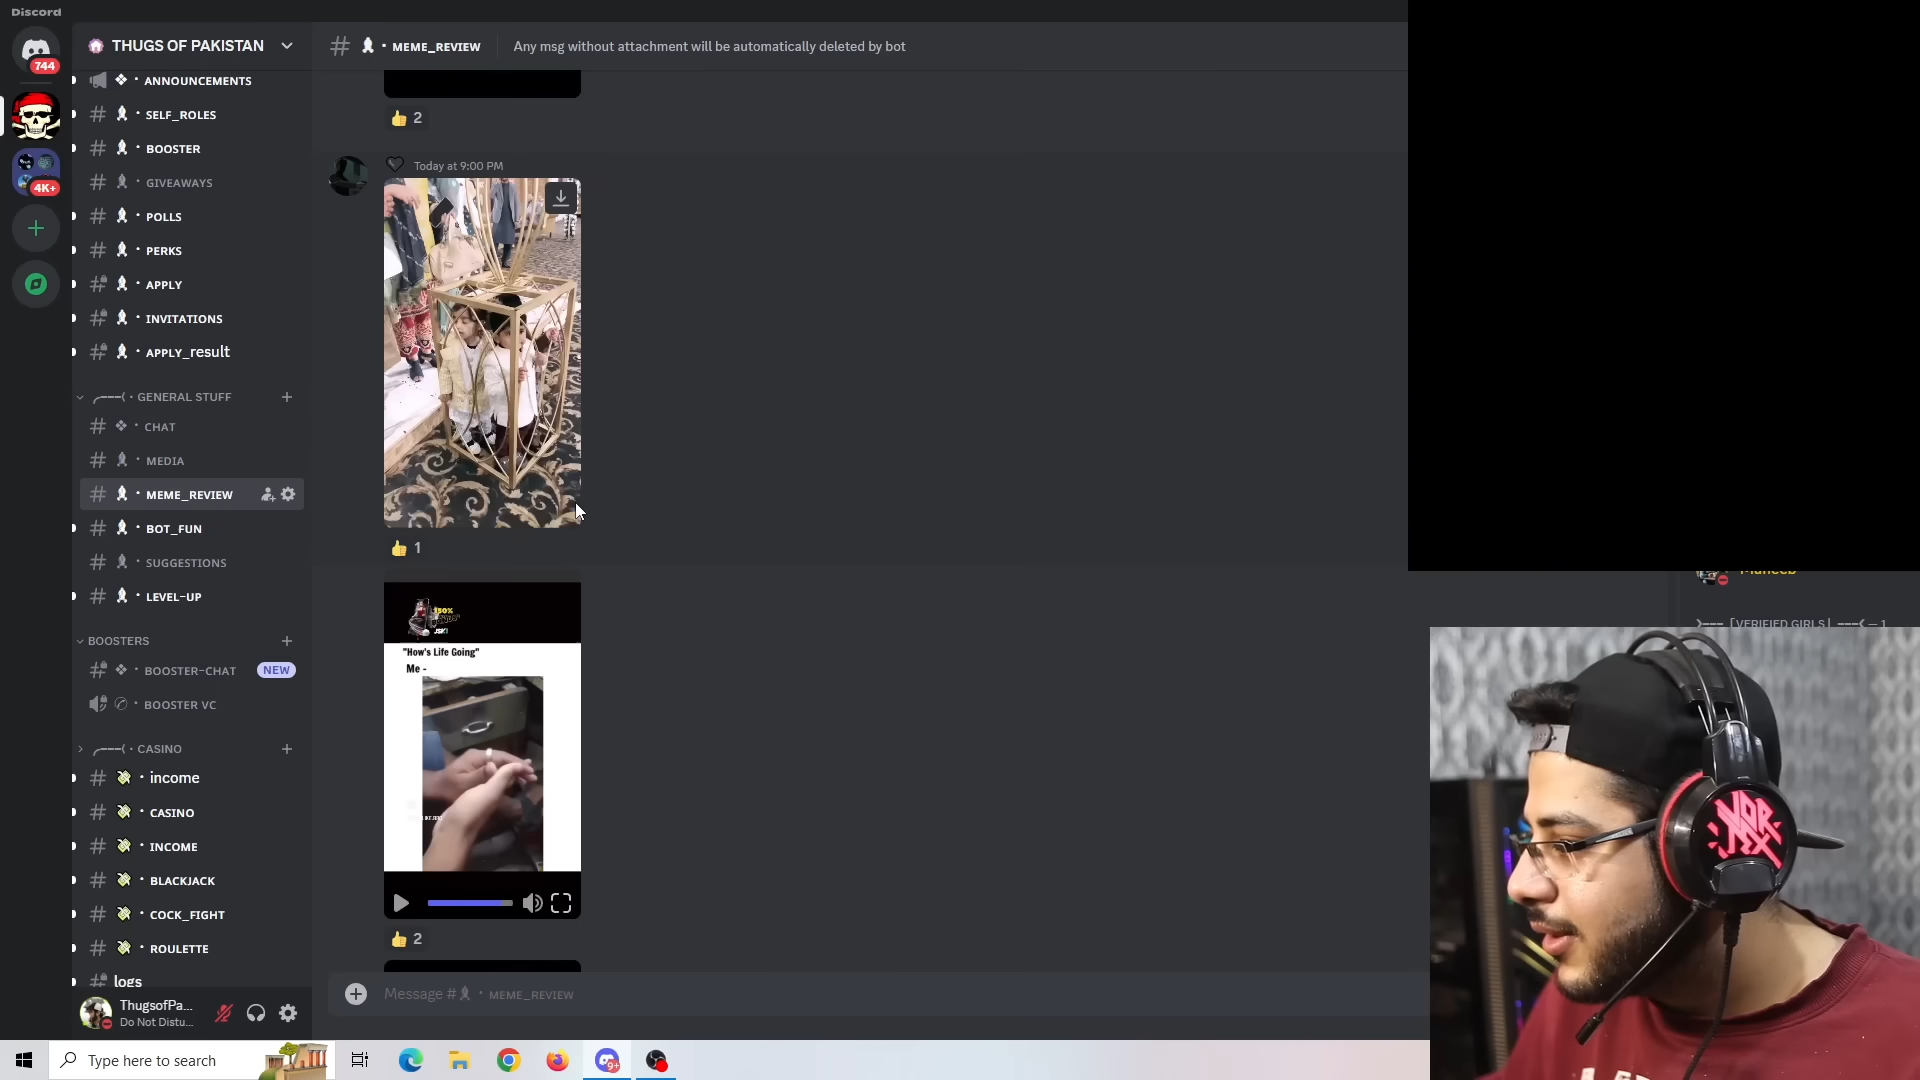 Discord
744
4K+
THUGS OF PAKISTAN
ANNOUNCEMENTS
SELF_ROLES
BOOSTER
GIVEAWAYS
POLLS
PERKS
APPLY
INVITATIONS
APPLY_result
GENERAL STUFF
CHAT
MEDIA
MEME_REVIEW
BOT_FUN
SUGGESTIONS
LEVEL-UP
BOOSTERS
BOOSTER-CHAT NEW
BOOSTER VC
CASINO
income
CASINO
INCOME
BLACKJACK
COCK_FIGHT
ROULETTE
logs
ThugsofPa...
Do Not Distu...
MEME_REVIEW Any msg without attachment will be automatically deleted by bot
2
Today at 9:00 PM
1
"How's Life Going"
Me -
2
Message # MEME_REVIEW
[VERIFIED GIRLS] — 1
Type here to search
9+